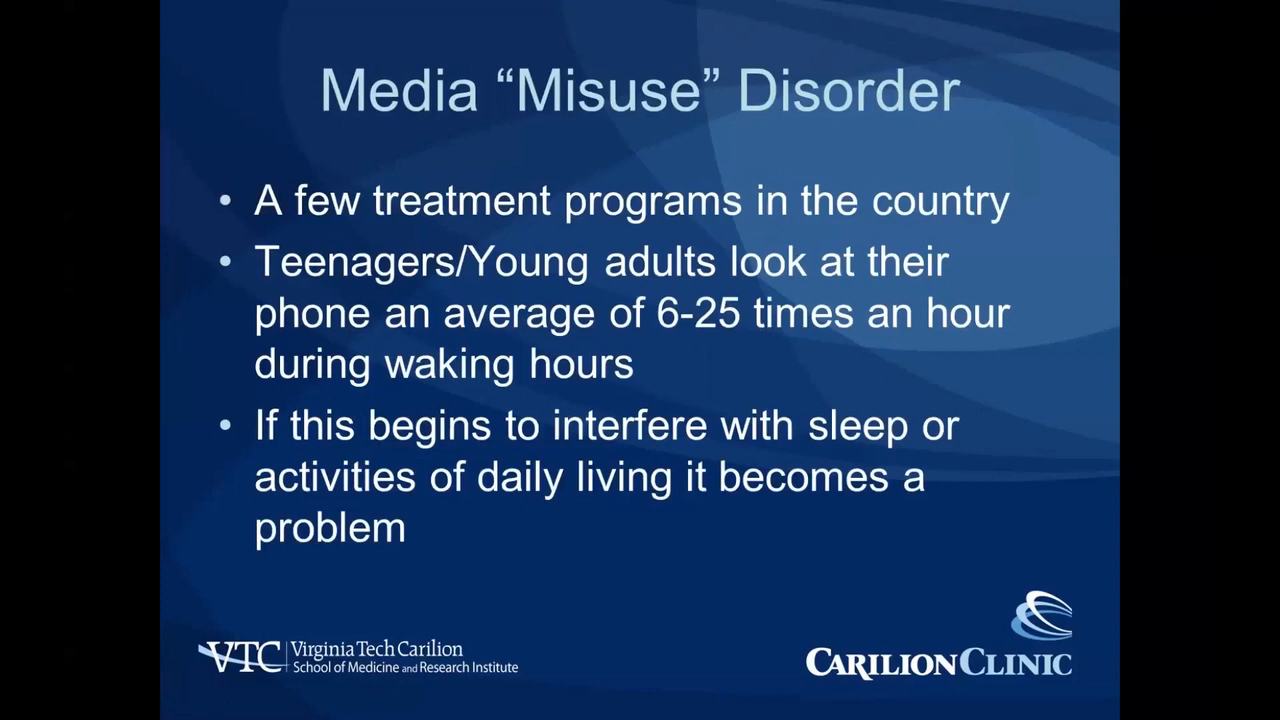 Media “Misuse” Disorder
• A few treatment programs in the country
• Teenagers/Young adults look at their
phone an average of 6-25 times an hour
during waking hours
• If this begins to interfere with sleep or
activities of daily living it becomes a
problem
VTC Virginia Tech Carilion
School of Medicine and Research Institute
CARILION CLINIC